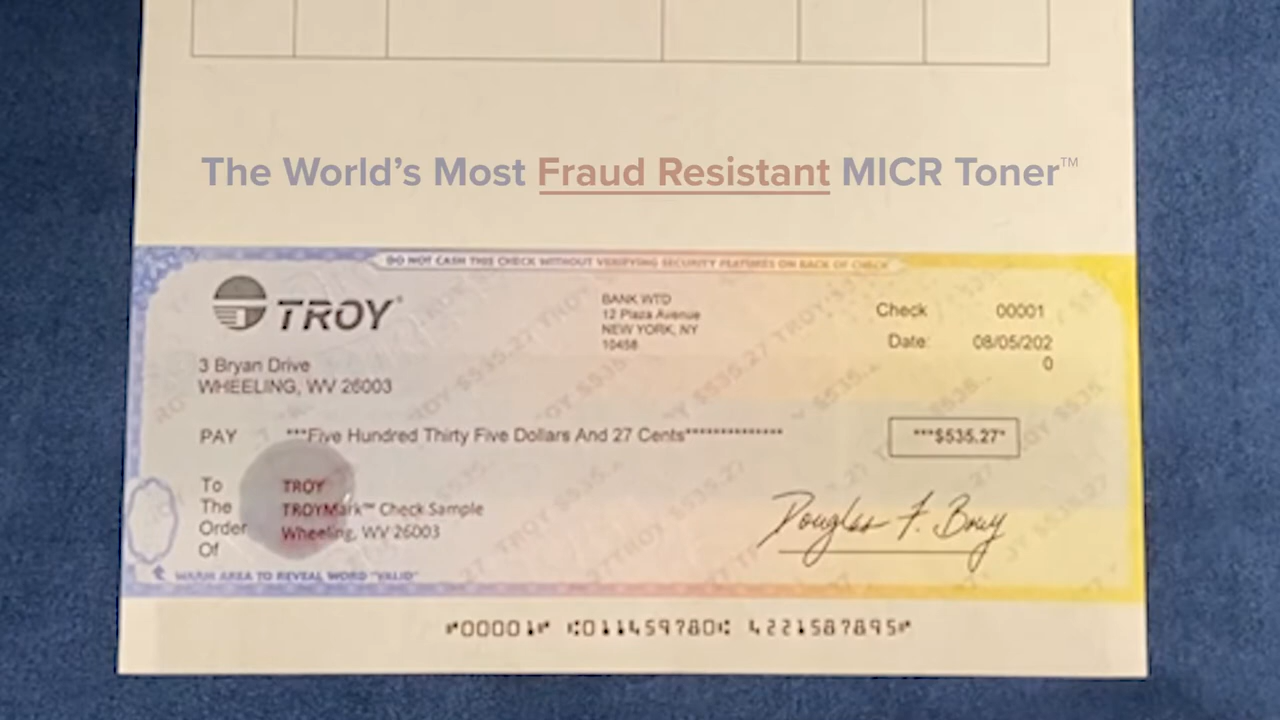 The World's Most Fraud Resistant MICR Toner™
DO NOT CASH THIS CHECK WITHOUT VERIFYING SECURITY FEATURES ON BACK OF CHECK
TROY®
BANK WTD
12 Plaza Avenue
NEW YORK, NY
10458
Check 00001
Date: 08/05/202
0
3 Bryan Drive
WHEELING, WV 26003
PAY ***Five Hundred Thirty Five Dollars And 27 Cents**************
***$535.27*
To
The
Order
Of
TROY
TROYMark™ Check Sample
Wheeling, WV 26003
Douglas F. Bouy
WARM AREA TO REVEAL WORD "VALID"
⑈00001⑈ ⑆011459780⑆ 4221587895⑈